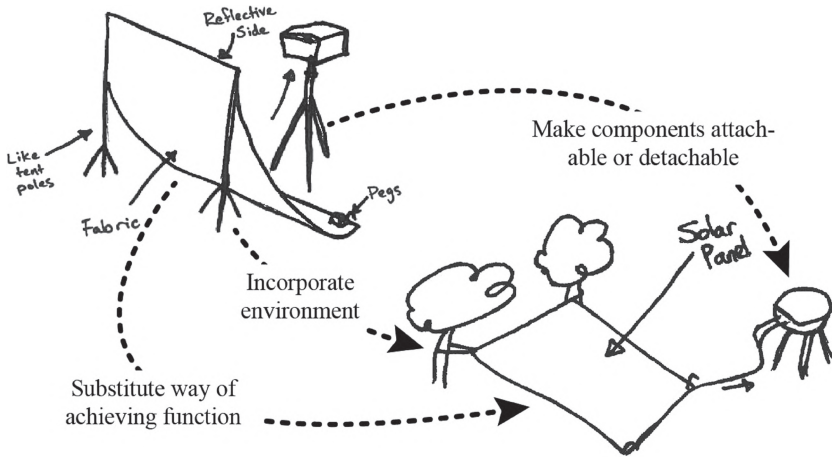 Reflective
Side
Like
tent
poles
Fabric
Pegs
Make components attach-
able or detachable
Solar
Panel
Incorporate
environment
Substitute way of
achieving function